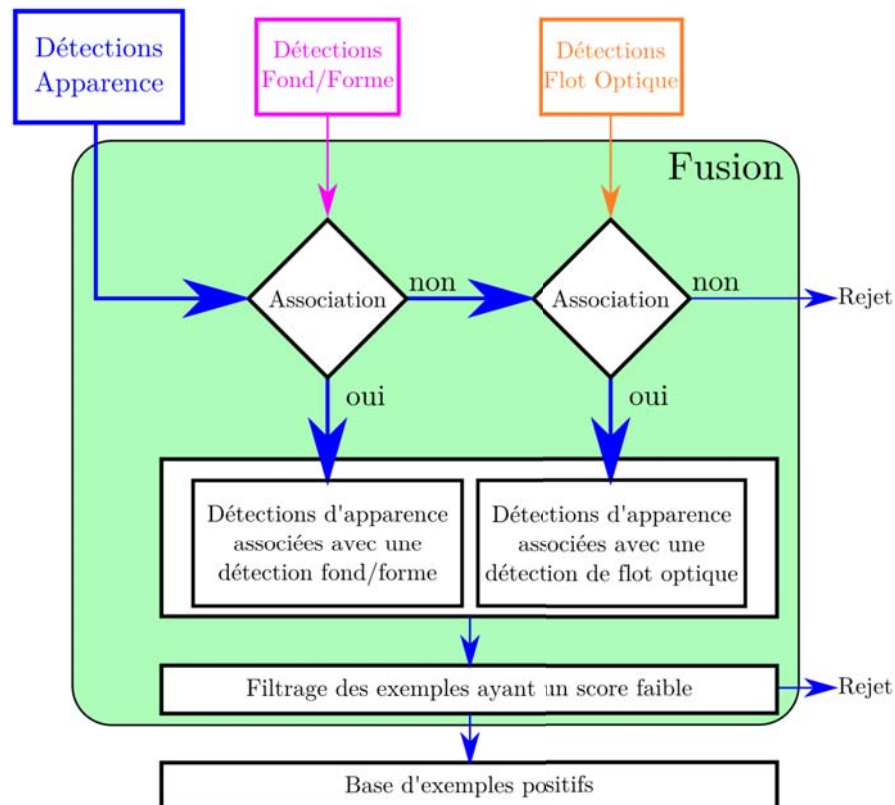 Détections
Apparence
Détections
Fond/Forme
Détections
Flot Optique
Fusion
Association
non
Association
non
Rejet
oui
oui
Détections d'apparence
associées avec une
détection fond/forme
Détections d'apparence
associées avec une
détection de flot optique
Filtrage des exemples ayant un score faible
Rejet
Base d'exemples positifs